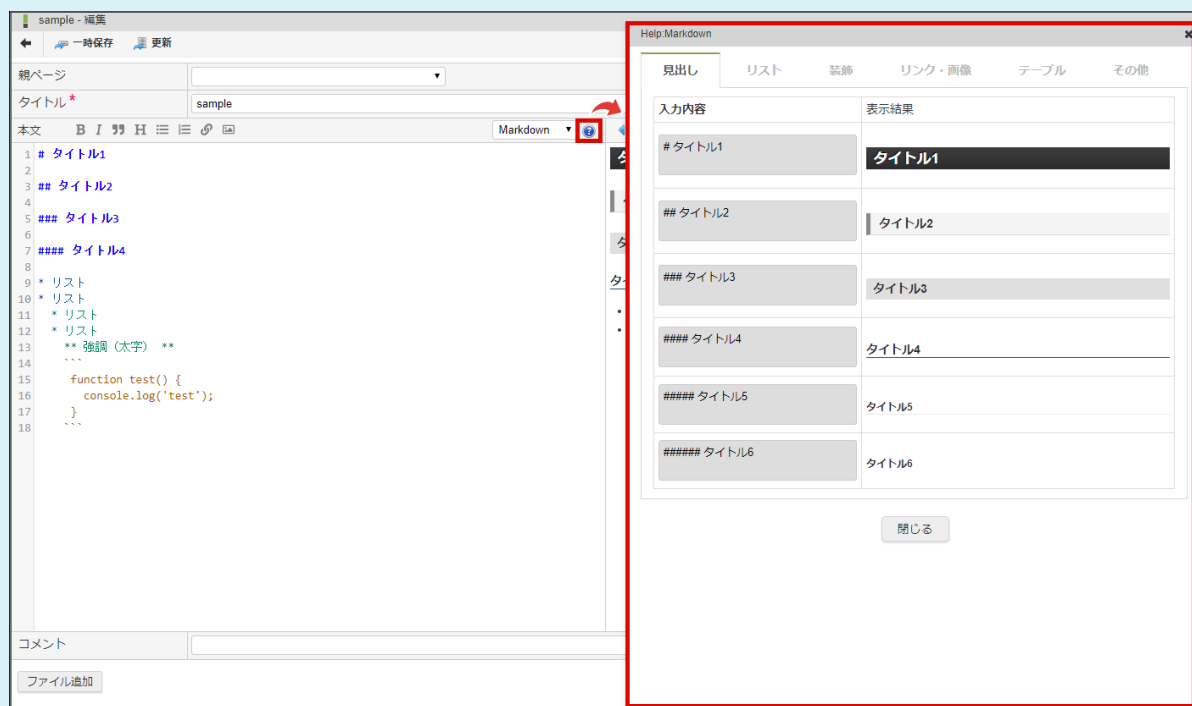 sample - 編集
一時保存 更新
親ページ
タイトル*
sample
本文 B I H Markdown
1 # タイトル1
2
3 ## タイトル2
4
5 ### タイトル3
6
7 #### タイトル4
8
9 * リスト
10 * リスト
11 * リスト
12 * リスト
13 ** 強調（太字） **
14 ```
15 function test() {
16 console.log('test');
17 }
18 ```
コメント
ファイル追加
Help:Markdown
見出し リスト 装飾 リンク・画像 テーブル その他
入力内容 表示結果
# タイトル1 タイトル1
## タイトル2 タイトル2
### タイトル3 タイトル3
#### タイトル4 タイトル4
##### タイトル5 タイトル5
###### タイトル6 タイトル6
閉じる